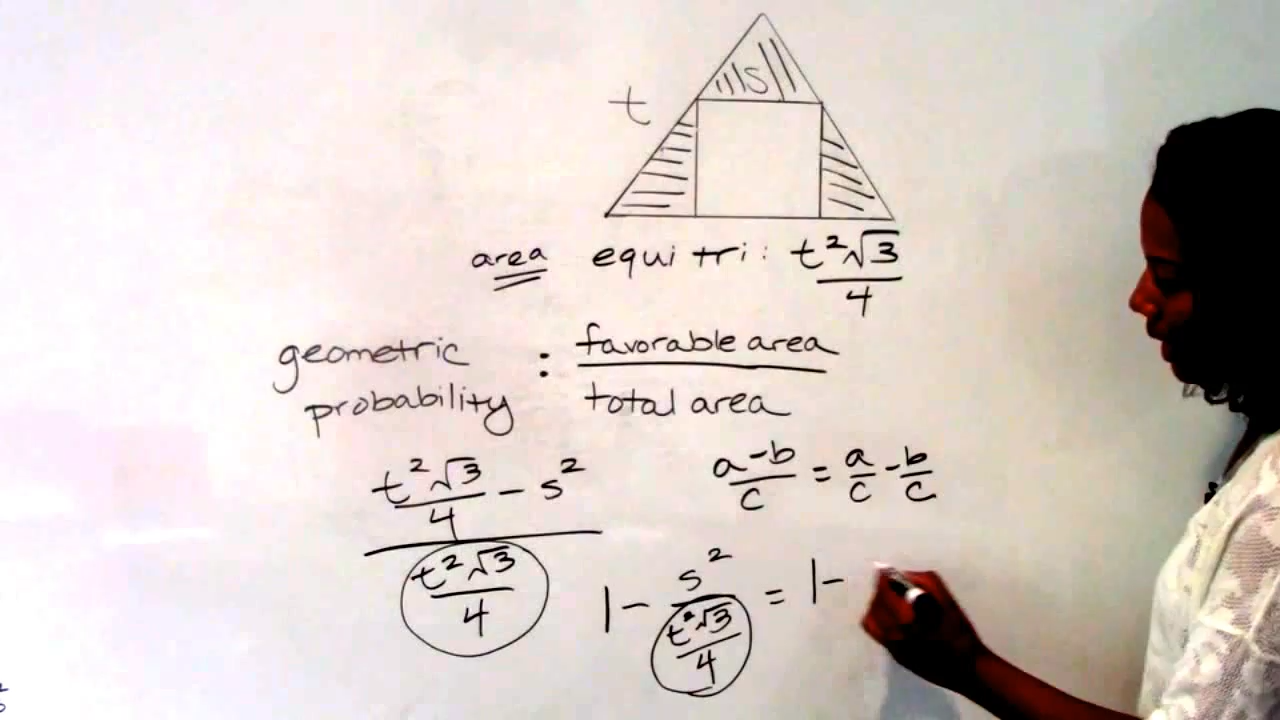 s
t
area equi tri: t²√3/4
geometric probability : favorable area/total area
(t²√3/4 - s²)/(t²√3/4)
(a-b)/c = a/c - b/c
1 - s²/(t²√3/4) = 1 -